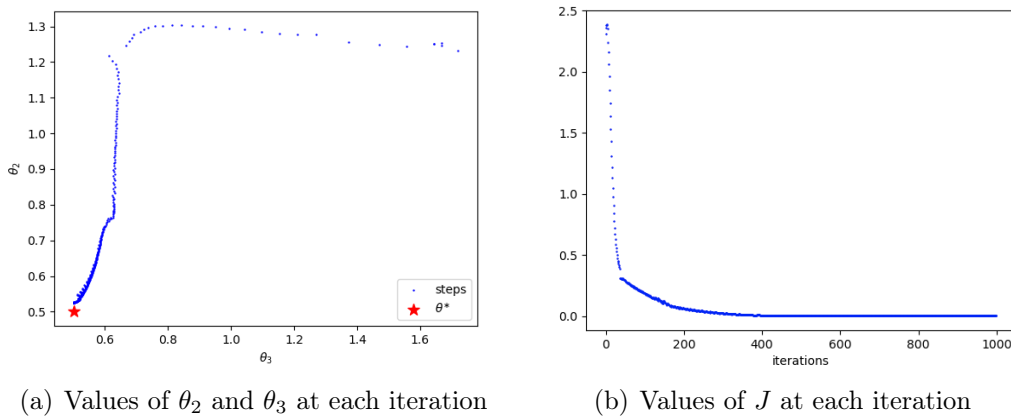 1.3
1.2
1.1
1.0
0.9
0.8
0.7
0.6
0.5
θ₂
0.6 0.8 1.0 1.2 1.4 1.6
θ₃
steps
θ*
2.5
2.0
1.5
1.0
0.5
0.0
0 200 400 600 800 1000
iterations
(a) Values of θ₂ and θ₃ at each iteration
(b) Values of J at each iteration